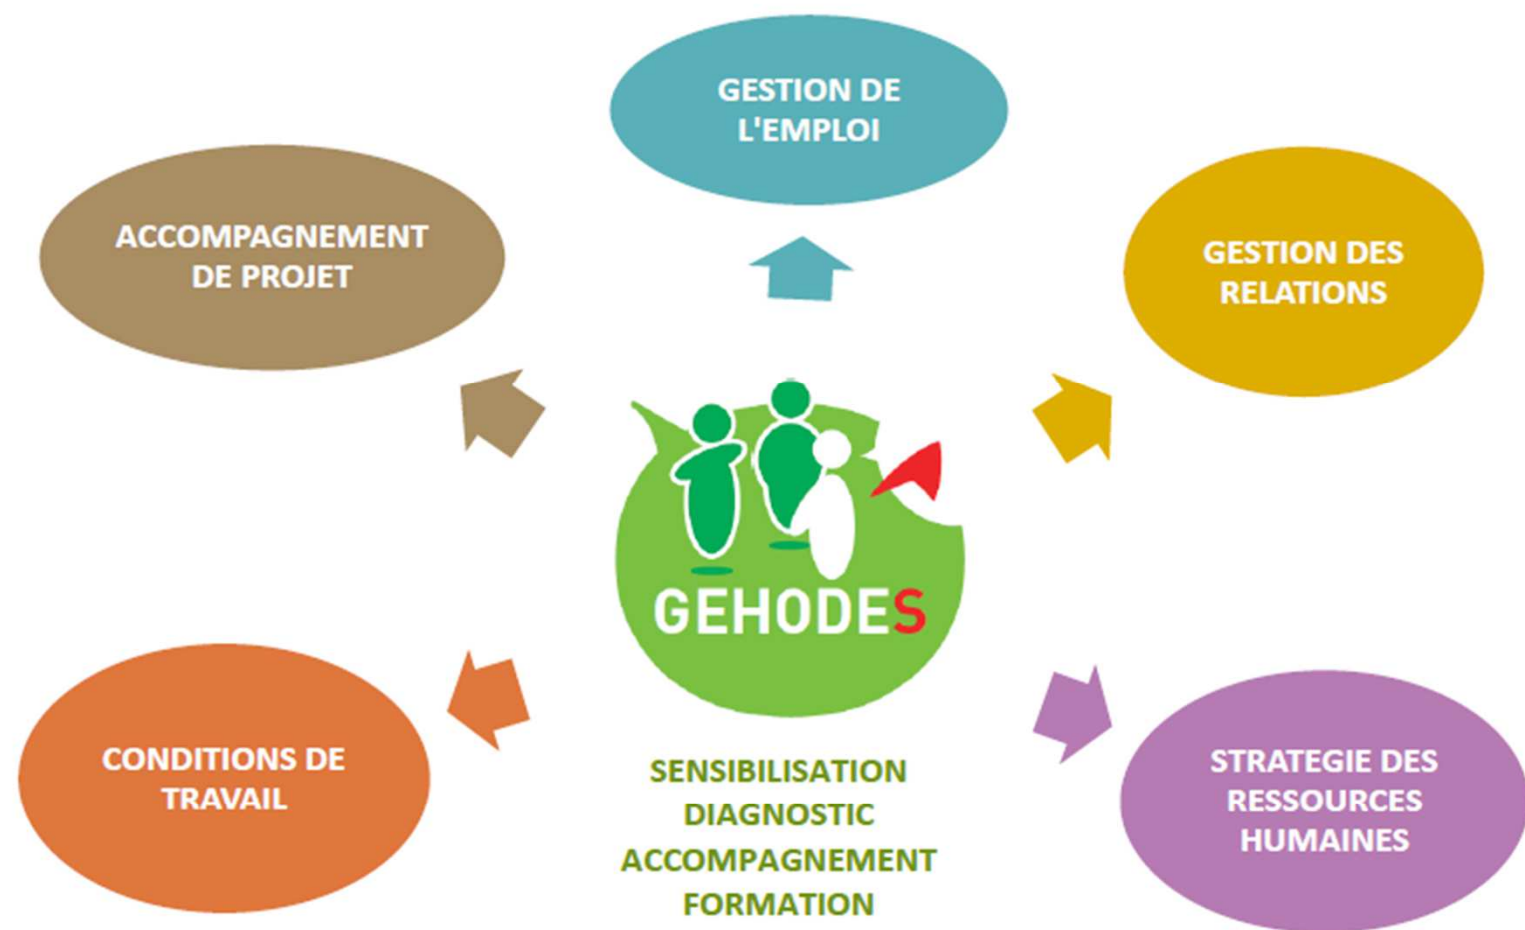 GESTION DE
L'EMPLOI
ACCOMPAGNEMENT
DE PROJET
GESTION DES
RELATIONS
GEHODES
CONDITIONS DE
TRAVAIL
SENSIBILISATION
DIAGNOSTIC
ACCOMPAGNEMENT
FORMATION
STRATEGIE DES
RESSOURCES
HUMAINES